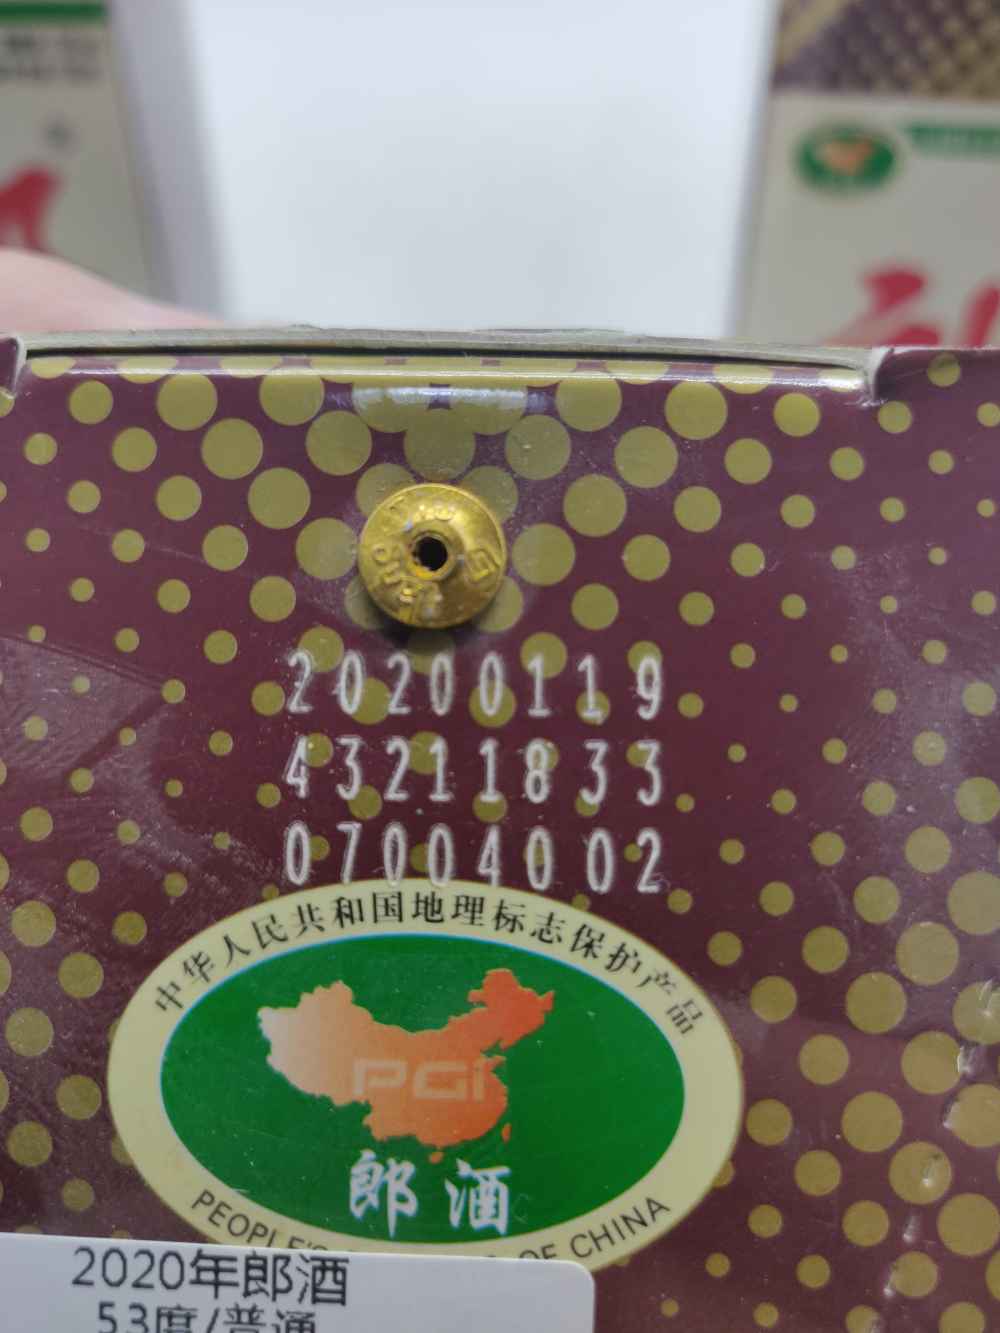 20200119
43211833
07004002
中华人民共和国地理标志保护产品
PGI
郎酒
PEOPLE'S OF CHINA
2020年郎酒
53度/普通